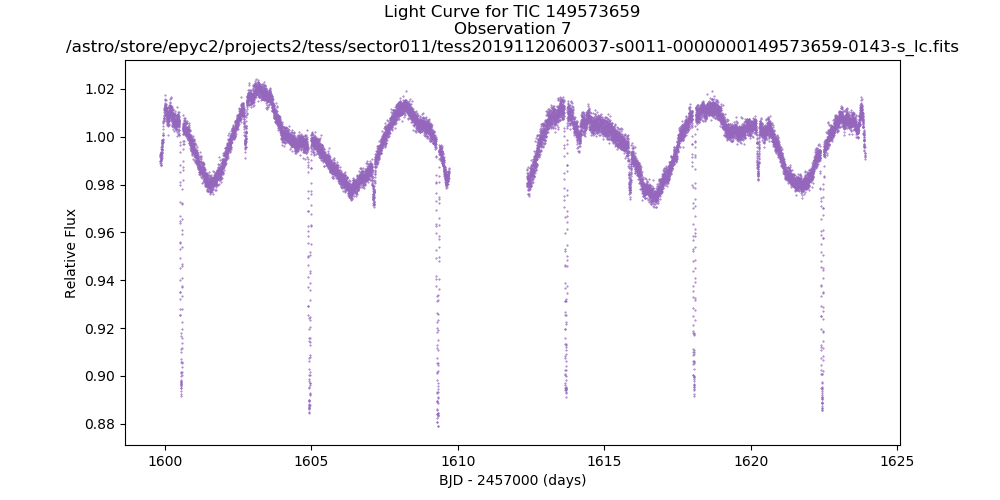 Light Curve for TIC 149573659
Observation 7
/astro/store/epyc2/projects2/tess/sector011/tess2019112060037-s0011-0000000149573659-0143-s_lc.fits
1.02
1.00
0.98
0.96
0.94
0.92
0.90
0.88
Relative Flux
1600
1605
1610
1615
1620
1625
BJD - 2457000 (days)